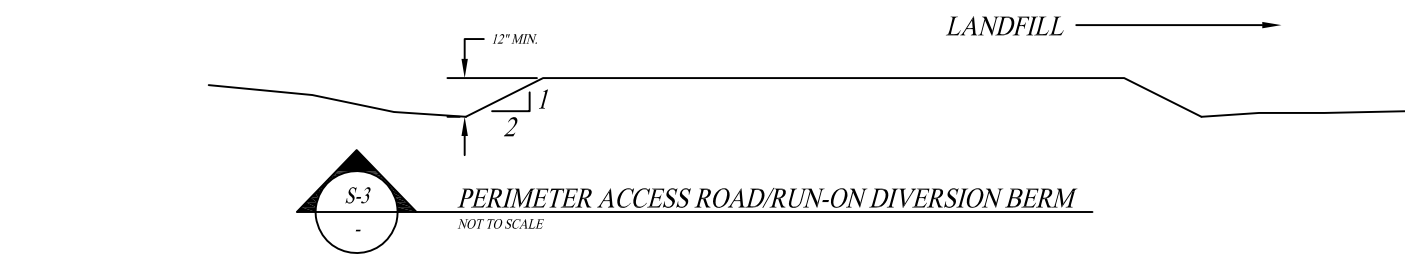 LANDFILL
12" MIN.
1
2
S-3
-
PERIMETER ACCESS ROAD/RUN-ON DIVERSION BERM
NOT TO SCALE